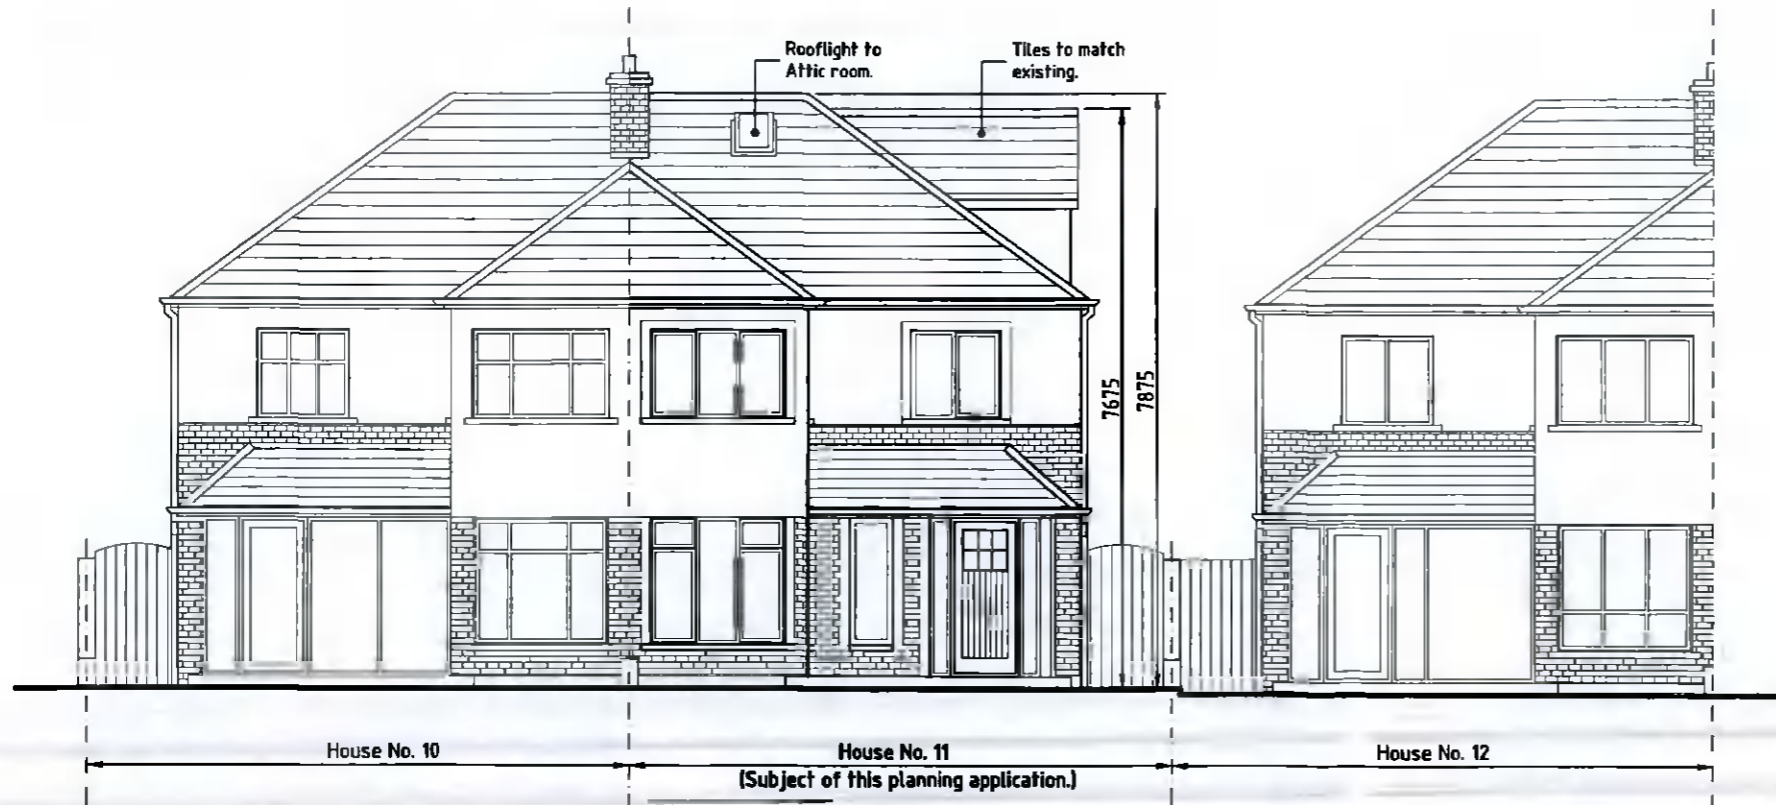 Rooflight to
Attic room.
Tiles to match
existing.
7675
7875
House No. 10
House No. 11
(Subject of this planning application.)
House No. 12